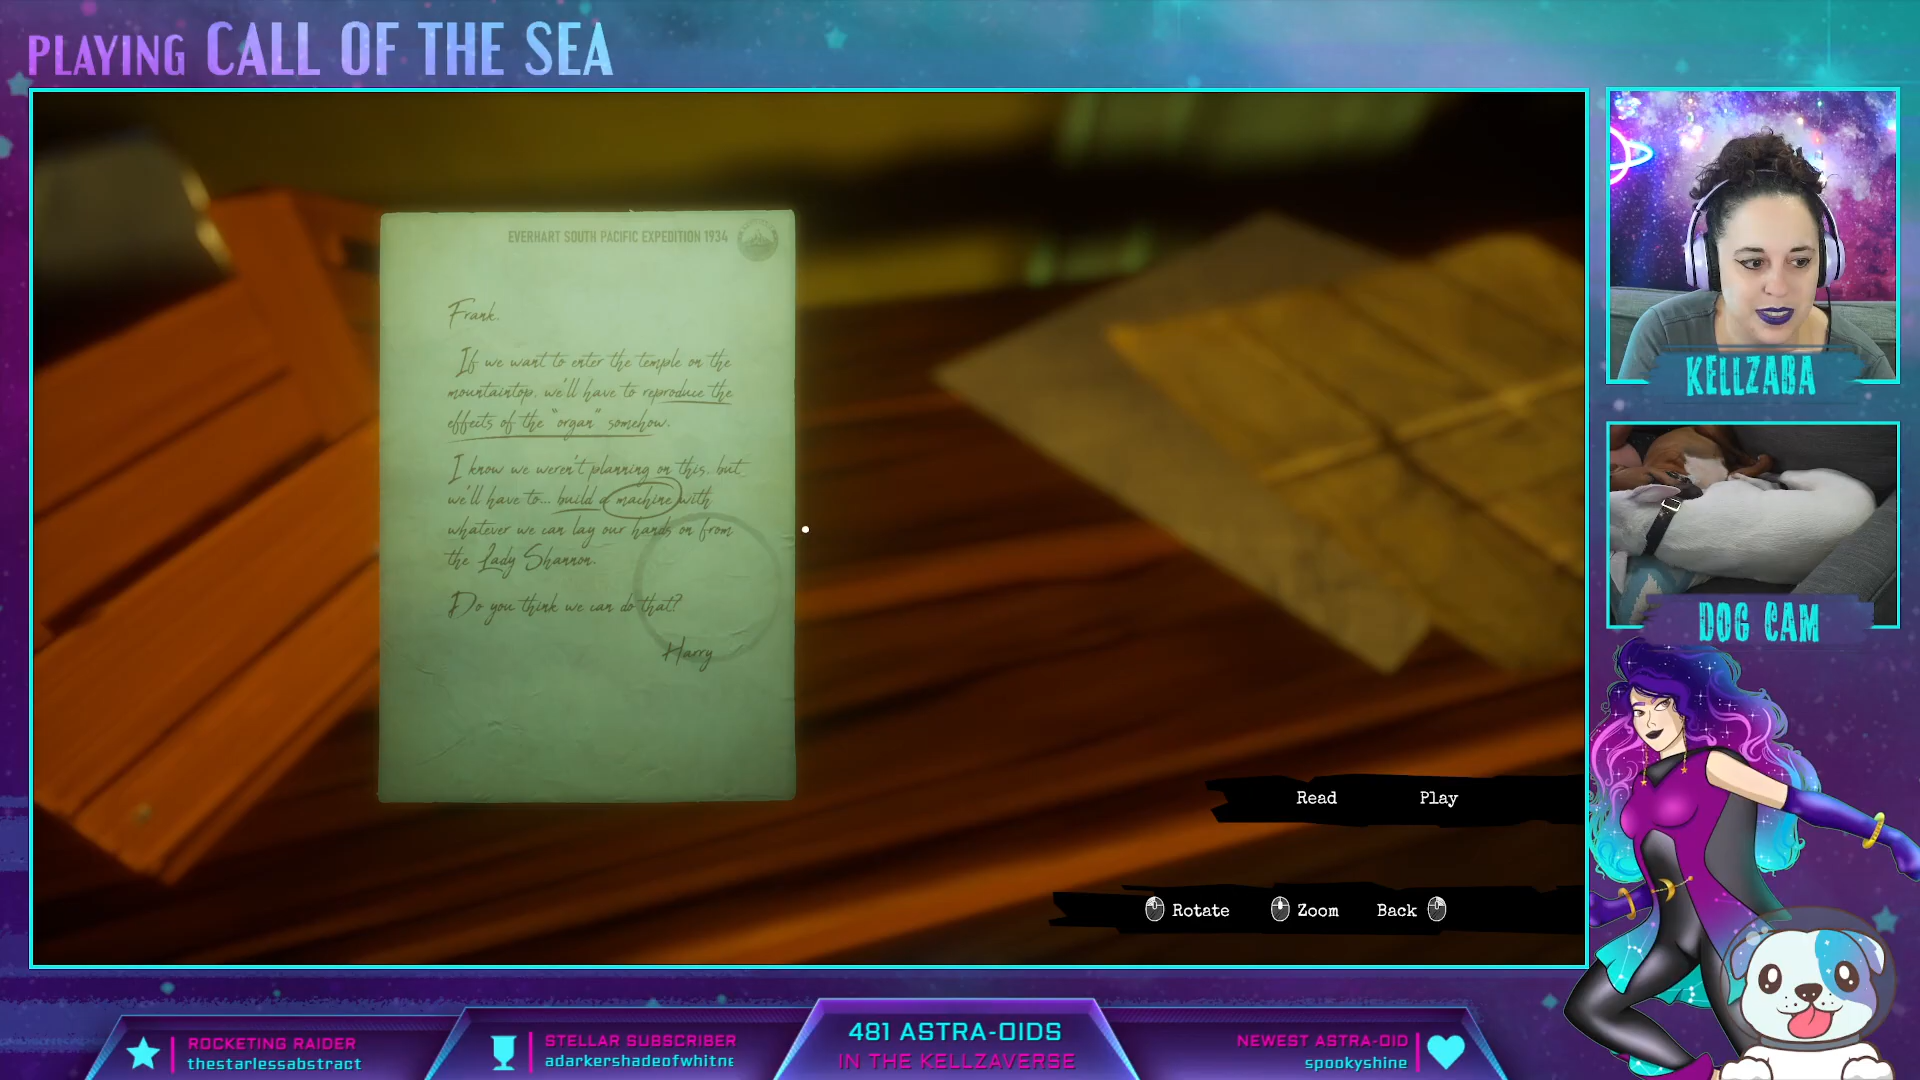 PLAYING CALL OF THE SEA
EVERHART SOUTH PACIFIC EXPEDITION 1934
Frank,
If we want to enter the temple on the
mountaintop, we'll have to reproduce the
effects of the "organ" somehow.
I know we weren't planning on this, but
we'll have to... build a machine with
whatever we can lay our hands on from
the Lady Shannon.
Do you think we can do that?
Harry
Read
Play
Rotate
Zoom
Back
KELLZABA
DOG CAM
ROCKETING RAIDER
thestarlessabstract
STELLAR SUBSCRIBER
adarkershadeofwhitne
481 ASTRA-OIDS
IN THE KELLZAVERSE
NEWEST ASTRA-OID
spookyshine